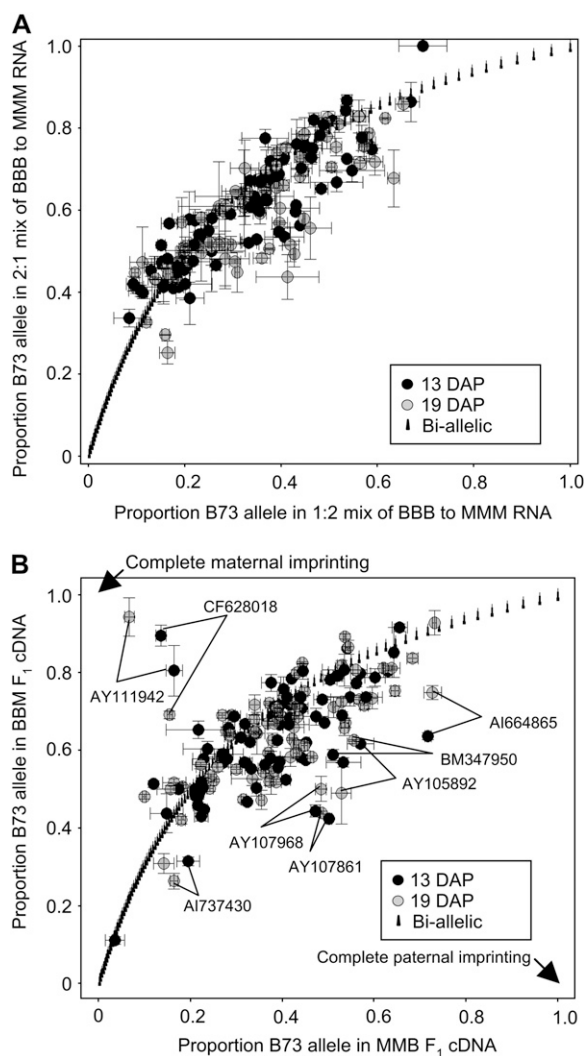 A
Proportion B73 allele in 2:1 mix of BBB to MMM RNA
1.0
0.8
0.6
0.4
0.2
0
13 DAP
19 DAP
Bi-allelic
0 0.2 0.4 0.6 0.8 1.0
Proportion B73 allele in 1:2 mix of BBB to MMM RNA
B
Complete maternal imprinting
Proportion B73 allele in BBM F1 cDNA
1.0
0.8
0.6
0.4
0.2
0
CF628018
AY111942
AI664865
BM347950
AY105892
AY107968
AY107861
AI737430
13 DAP
19 DAP
Bi-allelic
Complete paternal imprinting
0 0.2 0.4 0.6 0.8 1.0
Proportion B73 allele in MMB F1 cDNA